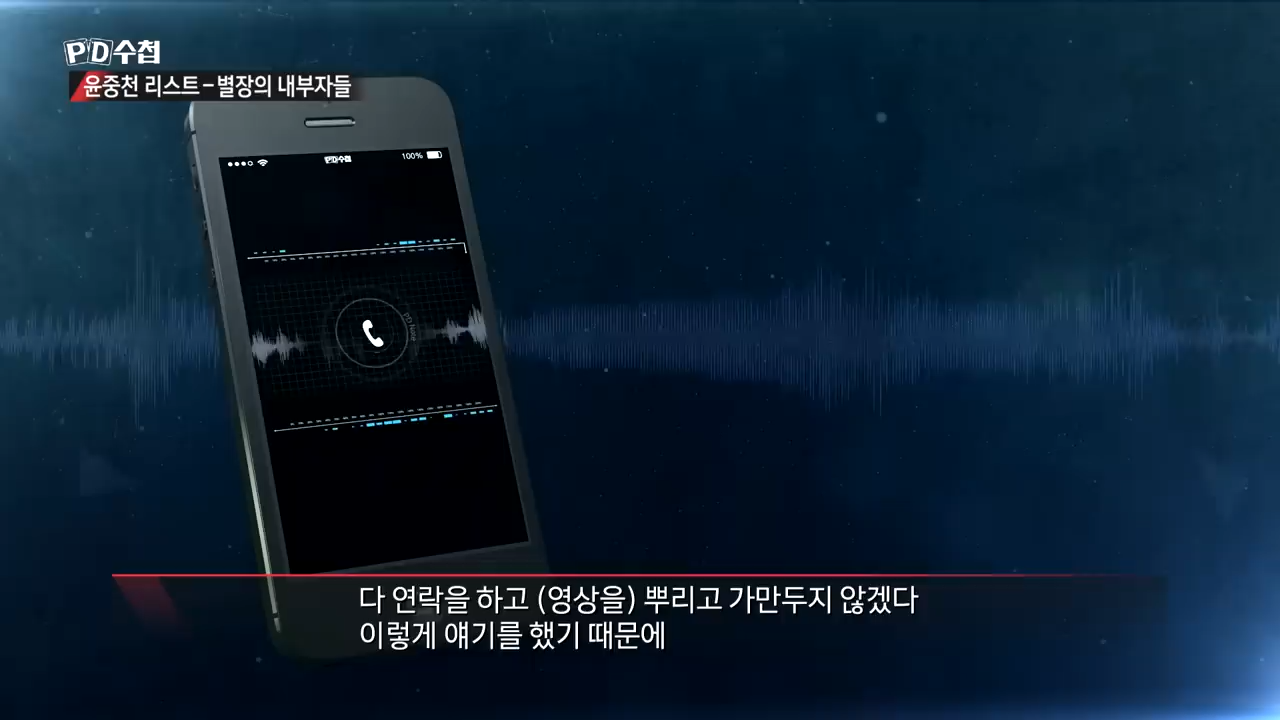 PD수첩
윤중천 리스트 - 별장의 내부자들
PD수첩
100%
PD Note
다 연락을 하고 (영상을) 뿌리고 가만두지 않겠다
이렇게 얘기를 했기 때문에